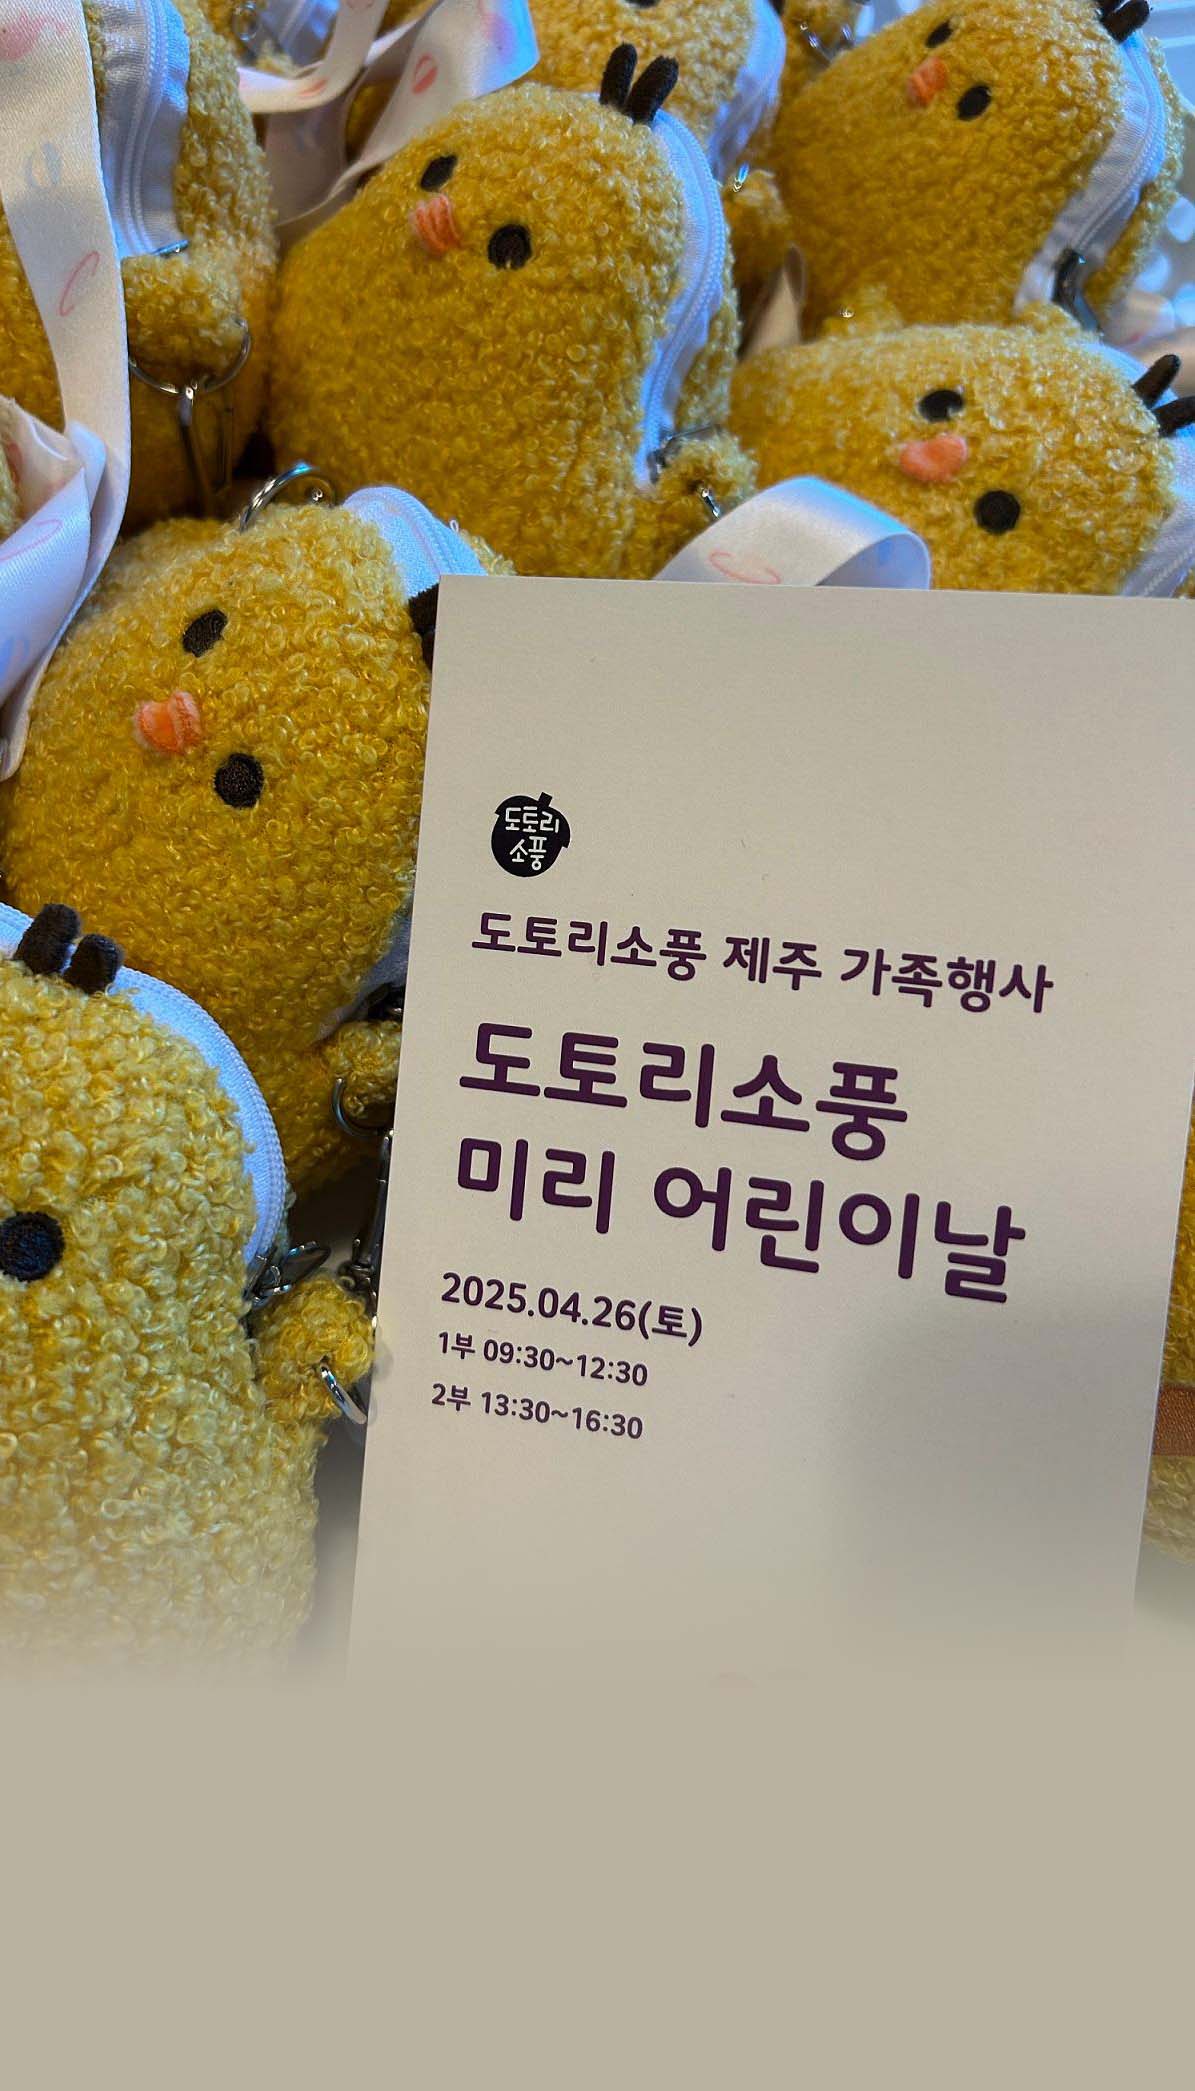 도토리
소풍
도토리소풍 제주 가족행사
도토리소풍
미리 어린이날
2025.04.26(토)
1부 09:30~12:30
2부 13:30~16:30